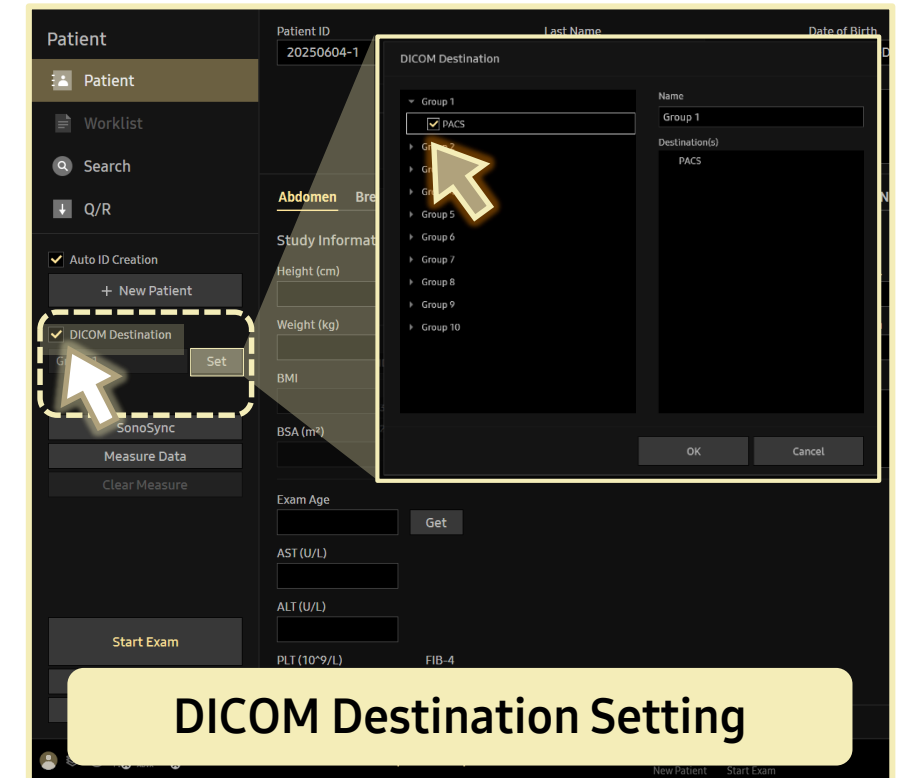 Patient
Patient
Worklist
Search
Q/R
Auto ID Creation
+ New Patient
DICOM Destination
Set
SonoSync
Measure Data
Clear Measure
Start Exam
Patient ID
Last Name
Date of Birth
20250604-1
Abdomen
Study Informat
Height (cm)
Weight (kg)
BMI
BSA (m²)
Exam Age
Get
AST (U/L)
ALT (U/L)
PLT (10^9/L)
FIB-4
DICOM Destination
Group 1
PACS
Group 5
Group 6
Group 7
Group 8
Group 9
Group 10
Name
Group 1
Destination(s)
PACS
OK
Cancel
DICOM Destination Setting
New Patient
Start Exam